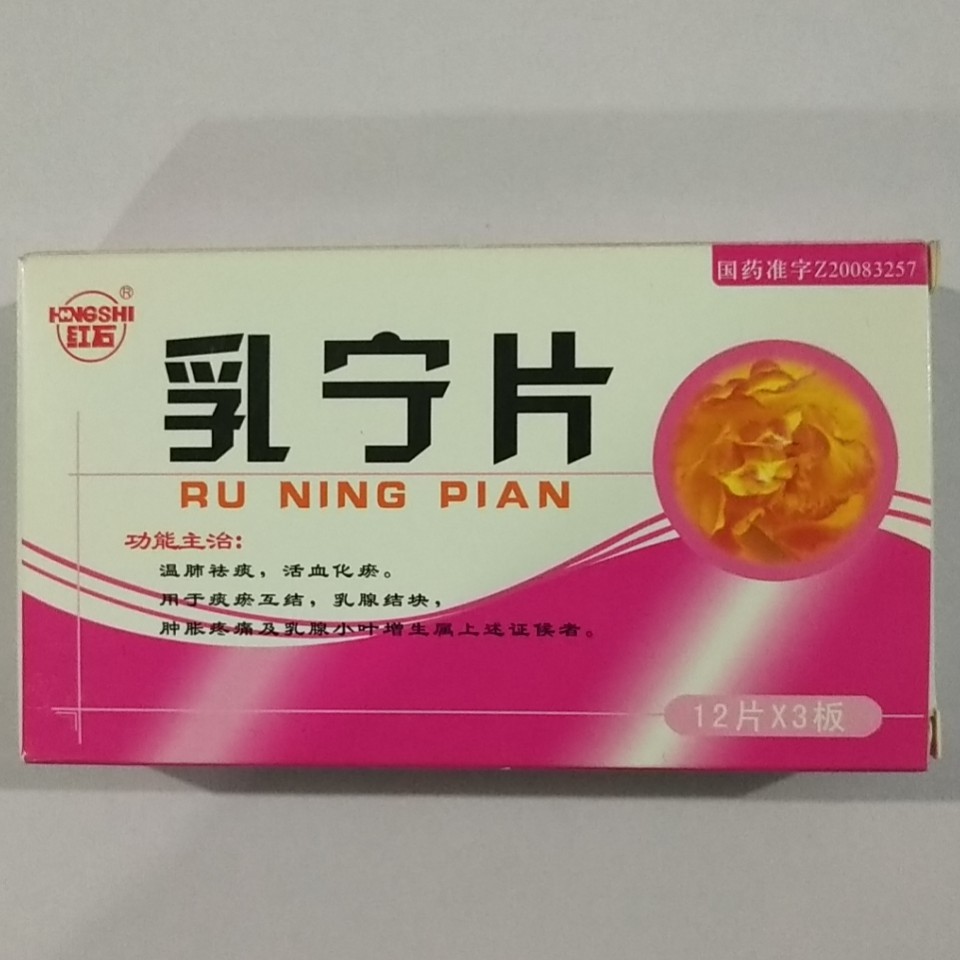 国药准字Z20083257
HONGSHI
®
红石
乳宁片
RU NING PIAN
功能主治:
温肺祛痰，活血化瘀。
用于痰瘀互结，乳腺结块，
肿胀疼痛及乳腺小叶增生属上述证候者。
12片X3板